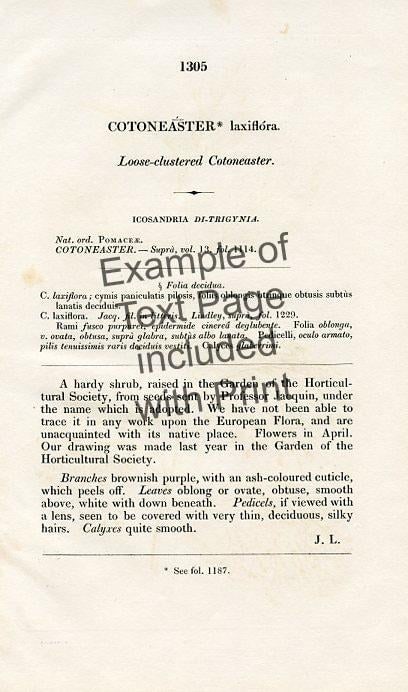 1305
COTONEÁSTER* laxiflóra.
Loose-clustered Cotoneaster.
ICOSANDRIA DI-TRIGYNIA.
Nat. ord. POMACEÆ.
COTONEASTER.—Suprà, vol. 13. fol. 1114.
§ Folia decidua.
C. laxiflora; cymis paniculatis pilosis, foliis oblongis utrinque obtusis subtùs
lanatis deciduis.
C. laxiflora. Jacq. fil. in litteris. Lindley, suprà, fol. 1229.
Rami fusco purpurei, epidermide cinereâ deglubente. Folia oblonga,
v. ovata, obtusa, suprà glabra, subtùs albo lanata. Pedicelli, oculo armato,
pilis tenuissimis raris deciduis vestiti. Calyces glaberrimi.
A hardy shrub, raised in the Garden of the Horticul-
tural Society, from seeds sent by Professor Jacquin, under
the name which is adopted. We have not been able to
trace it in any work upon the European Flora, and are
unacquainted with its native place. Flowers in April.
Our drawing was made last year in the Garden of the
Horticultural Society.
Branches brownish purple, with an ash-coloured cuticle,
which peels off. Leaves oblong or ovate, obtuse, smooth
above, white with down beneath. Pedicels, if viewed with
a lens, seen to be covered with very thin, deciduous, silky
hairs. Calyxes quite smooth.
J. L.
* See fol. 1187.
Example of
Text Page
included
with Print